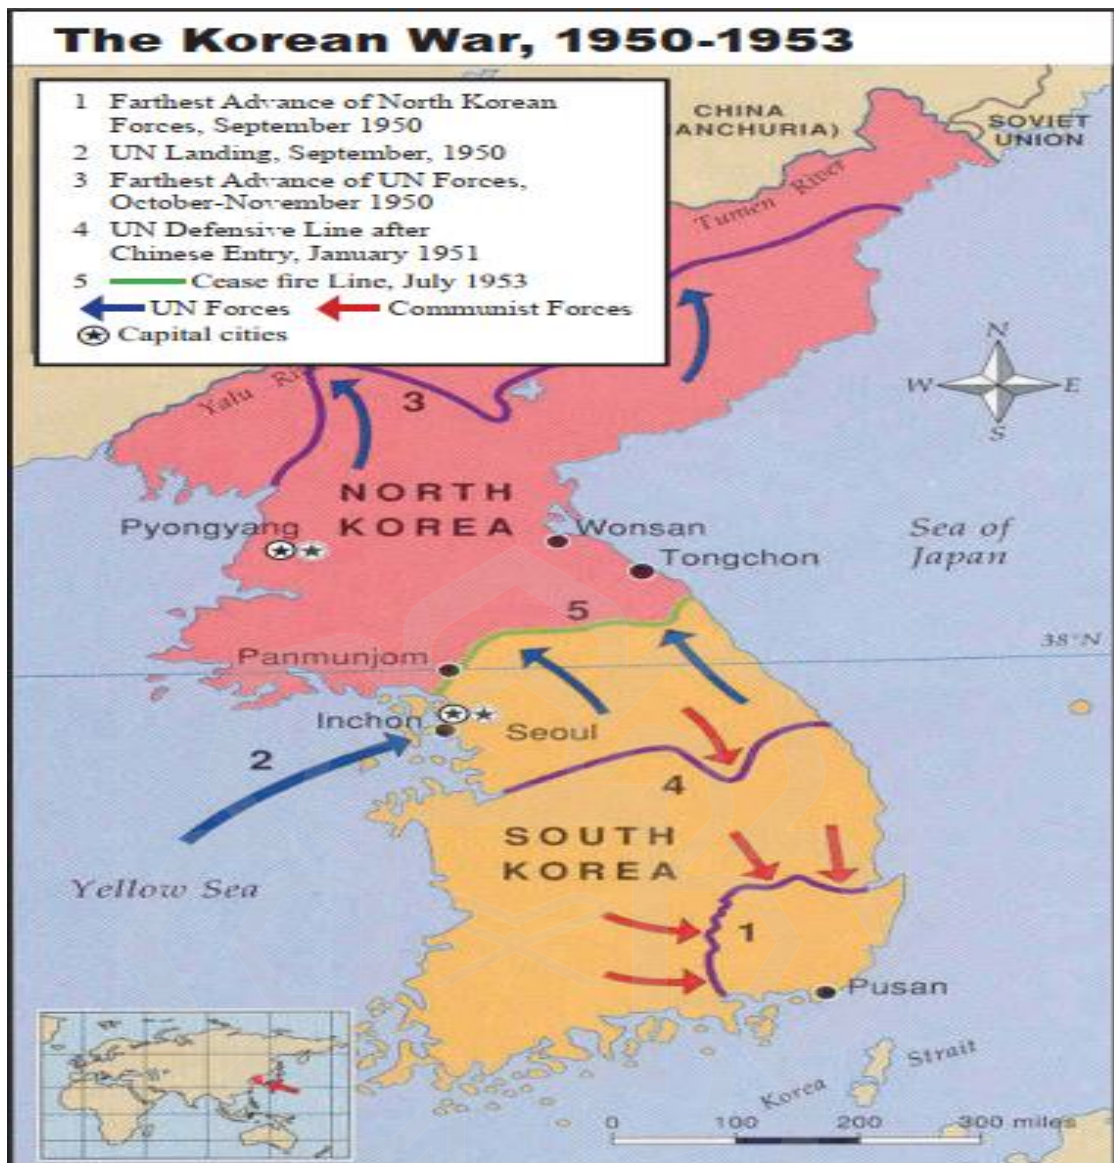 The Korean War, 1950-1953
1 Farthest Advance of North Korean
Forces, September 1950
2 UN Landing, September, 1950
3 Farthest Advance of UN Forces,
October-November 1950
4 UN Defensive Line after
Chinese Entry, January 1951
5 Cease fire Line, July 1953
UN Forces Communist Forces
Capital cities
CHINA
(MANCHURIA)
SOVIET
UNION
Tumen River
N
W E
S
Yalu Ri
3
NORTH
KOREA
Pyongyang
Wonsan
Tongchon
Sea of
Japan
5
38°N
Panmunjom
Inchon
Seoul
2
4
SOUTH
KOREA
Yellow Sea
1
Pusan
Korea Strait
0 100 200 300 miles